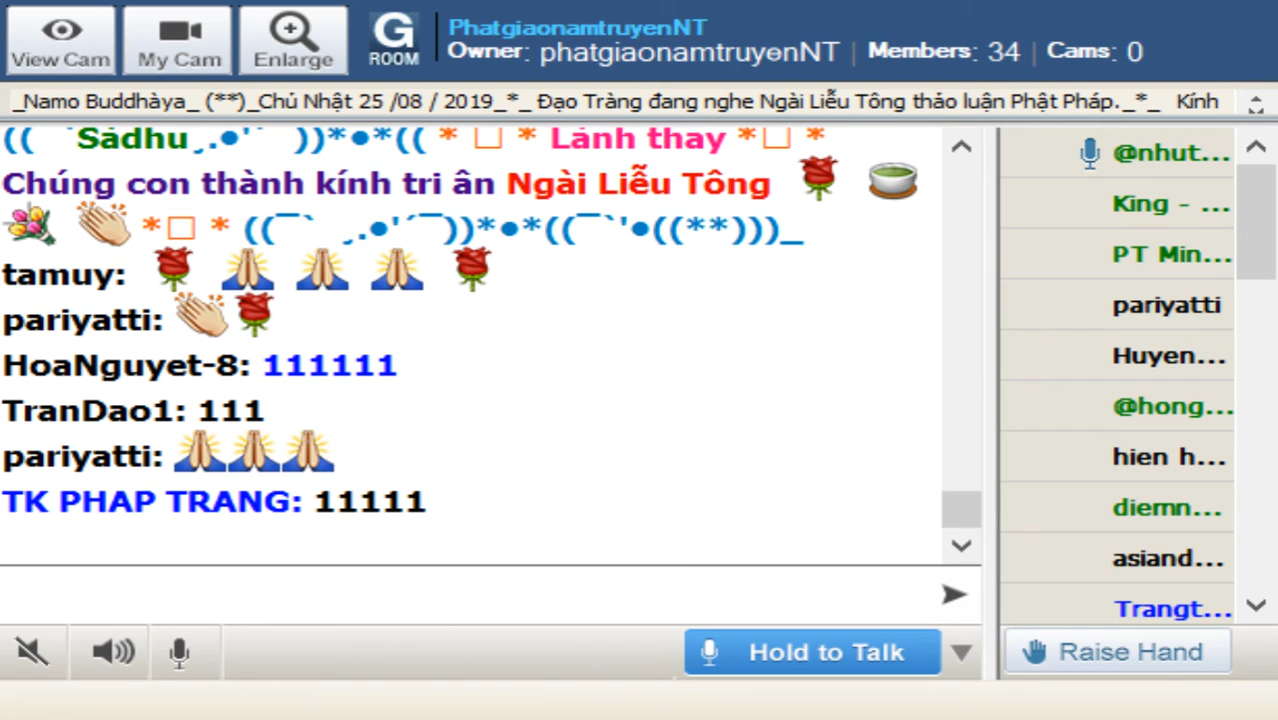 View Cam
My Cam
Enlarge
G ROOM
PhatgiaonamtruyenNT
Owner: phatgiaonamtruyenNT | Members: 34 | Cams: 0
_Namo Buddhàya_ (**)_Chủ Nhật 25 /08 / 2019_*_ Đạo Tràng đang nghe Ngài Liễu Tông thảo luận Phật Pháp._*_ Kính
((¯`Sādhu¸.●'´¯))*●*(( * □ * Lành thay *□ *
Chúng con thành kính tri ân Ngài Liễu Tông 🌹 🍵
💐 👏 *□ * ((¯` ¸.●'´¯))*●*((¯`'●((**)))_
tamuy: 🌹 🙏 🙏 🙏 🌹
pariyatti: 👏🌹
HoaNguyet-8: 111111
TranDao1: 111
pariyatti: 🙏🙏🙏
TK PHAP TRANG: 11111
@nhut...
King - ...
PT Min...
pariyatti
Huyen...
@hong...
hien h...
diemn...
asiand...
Trangt...
Hold to Talk
Raise Hand